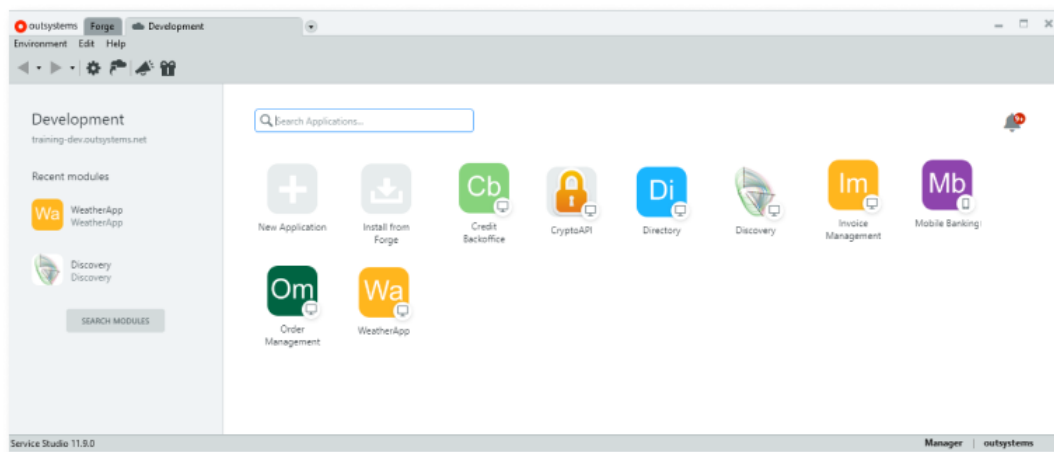 outsystems Forge Development
Environment Edit Help
Development
training-dev.outsystems.net
Recent modules
Wa
WeatherApp
WeatherApp
Discovery
Discovery
SEARCH MODULES
Search Applications...
9+
New Application
Install from
Forge
Cb
Credit
Backoffice
CryptoAPI
Di
Directory
Discovery
Im
Invoice
Management
Mb
Mobile Banking
Om
Order
Management
Wa
WeatherApp
Service Studio 11.9.0
Manager | outsystems